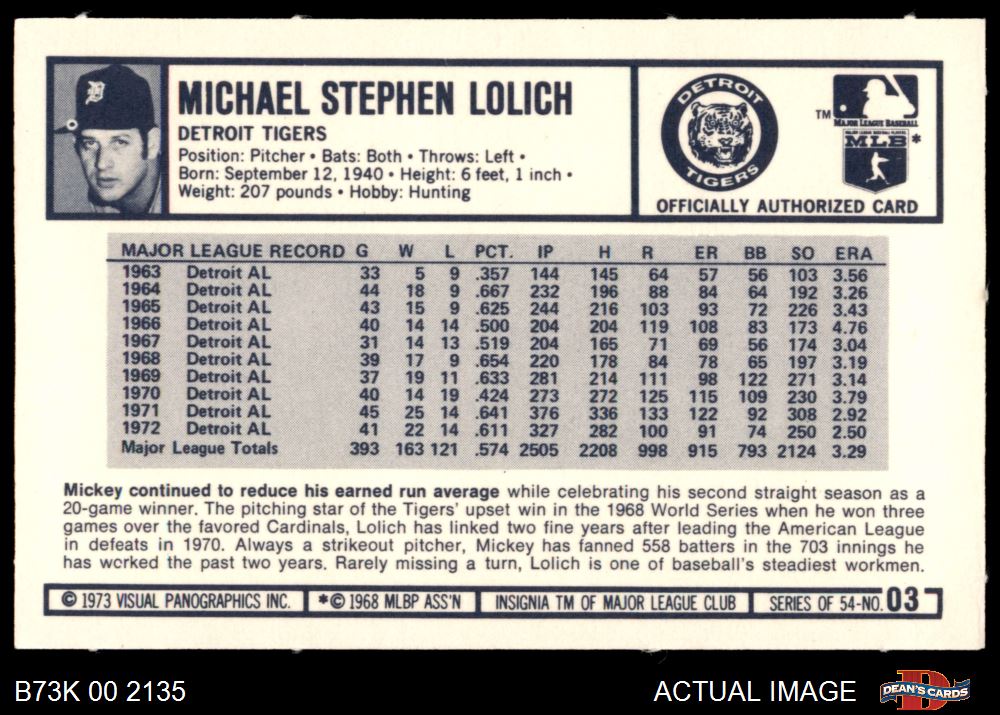 MICHAEL STEPHEN LOLICH
DETROIT TIGERS
Position: Pitcher • Bats: Both • Throws: Left •
Born: September 12, 1940 • Height: 6 feet, 1 inch •
Weight: 207 pounds • Hobby: Hunting
DETROIT
TIGERS
TM
MAJOR LEAGUE BASEBALL
MAJOR LEAGUE BASEBALL PLAYERS
MLB *
OFFICIALLY AUTHORIZED CARD
MAJOR LEAGUE RECORD G W L PCT. IP H R ER BB SO ERA
1963 Detroit AL 33 5 9 .357 144 145 64 57 56 103 3.56
1964 Detroit AL 44 18 9 .667 232 196 88 84 64 192 3.26
1965 Detroit AL 43 15 9 .625 244 216 103 93 72 226 3.43
1966 Detroit AL 40 14 14 .500 204 204 119 108 83 173 4.76
1967 Detroit AL 31 14 13 .519 204 165 71 69 56 174 3.04
1968 Detroit AL 39 17 9 .654 220 178 84 78 65 197 3.19
1969 Detroit AL 37 19 11 .633 281 214 111 98 122 271 3.14
1970 Detroit AL 40 14 19 .424 273 272 125 115 109 230 3.79
1971 Detroit AL 45 25 14 .641 376 336 133 122 92 308 2.92
1972 Detroit AL 41 22 14 .611 327 282 100 91 74 250 2.50
Major League Totals 393 163 121 .574 2505 2208 998 915 793 2124 3.29
Mickey continued to reduce his earned run average while celebrating his second straight season as a
20-game winner. The pitching star of the Tigers' upset win in the 1968 World Series when he won three
games over the favored Cardinals, Lolich has linked two fine years after leading the American League
in defeats in 1970. Always a strikeout pitcher, Mickey has fanned 558 batters in the 703 innings he
has worked the past two years. Rarely missing a turn, Lolich is one of baseball's steadiest workmen.
© 1973 VISUAL PANOGRAPHICS INC. *© 1968 MLBP ASS'N INSIGNIA TM OF MAJOR LEAGUE CLUB SERIES OF 54-NO. 03
B73K 00 2135
ACTUAL IMAGE
DEAN'S CARDS